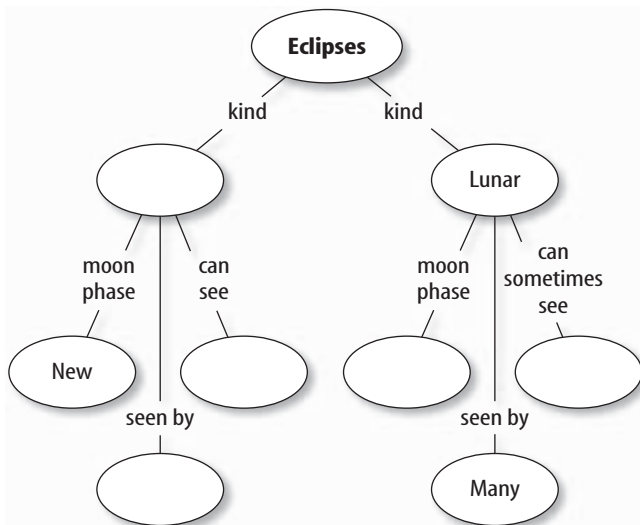 Eclipses
kind
kind
Lunar
moon
phase
can
see
moon
phase
can
sometimes
see
New
seen by
seen by
Many